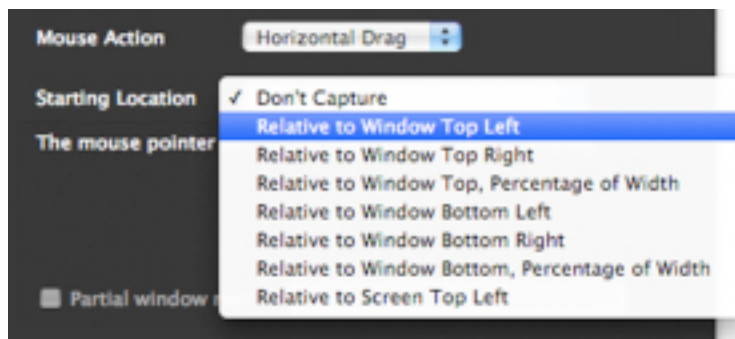 Mouse Action Horizontal Drag
Starting Location ✓ Don't Capture
Relative to Window Top Left
The mouse pointer
Relative to Window Top Right
Relative to Window Top, Percentage of Width
Relative to Window Bottom Left
Relative to Window Bottom Right
Relative to Window Bottom, Percentage of Width
Partial window
Relative to Screen Top Left